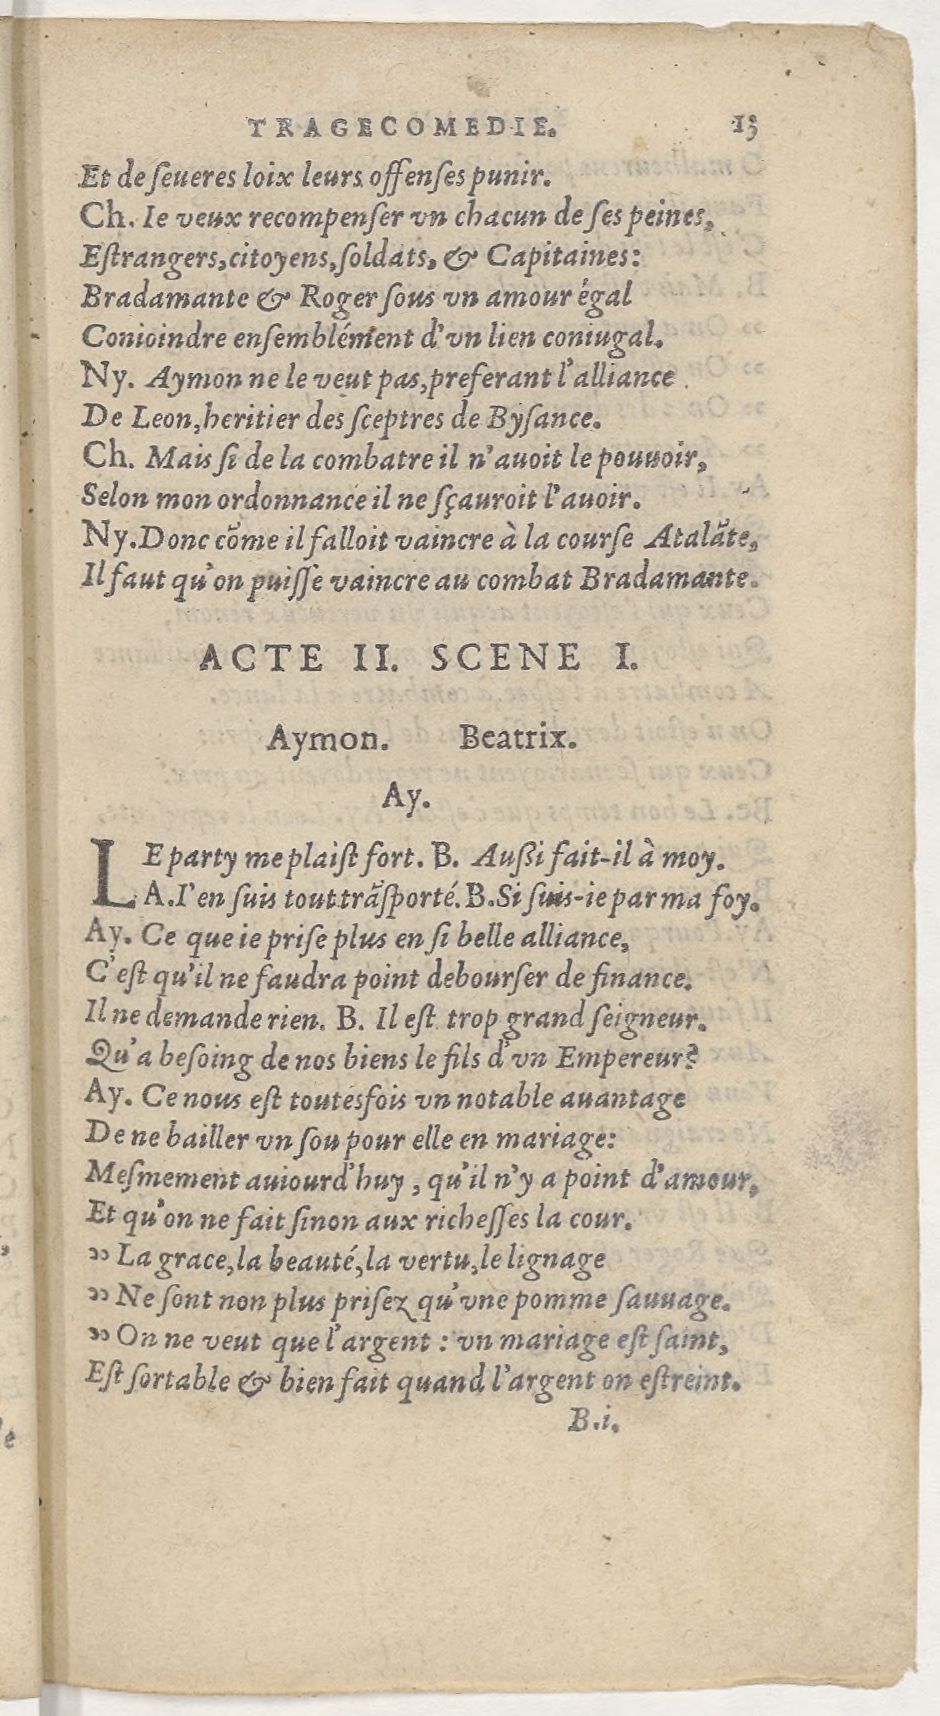 TRAGECOMEDIE. 13
Et de ſeueres loix leurs offenſes punir.
Ch. Ie veux recompenſer vn chacun de ſes peines,
Eſtrangers, citoyens, ſoldats, & Capitaines:
Bradamante & Roger ſous vn amour égal
Conioindre enſemblément d'vn lien coniugal.
Ny. Aymon ne le veut pas, preferant l'alliance
De Leon, heritier des ſceptres de Byſance.
Ch. Mais ſi de la combatre il n'auoit le pouuoir,
Selon mon ordonnance il ne ſçauroit l'auoir.
Ny. Donc cõme il falloit vaincre à la courſe Atalãte,
Il faut qu'on puiſſe vaincre au combat Bradamante.
ACTE II. SCENE I.
Aymon. Beatrix.
Ay.
LE party me plaiſt fort. B. Auſſi fait-il à moy.
A. I'en ſuis tout trãſporté. B. Si ſuis-ie par ma foy.
Ay. Ce que ie priſe plus en ſi belle alliance,
C'eſt qu'il ne faudra point debourſer de finance.
Il ne demande rien. B. Il eſt trop grand ſeigneur.
Qu'a beſoing de nos biens le fils d'vn Empereur?
Ay. Ce nous eſt toutesfois vn notable auantage
De ne bailler vn ſou pour elle en mariage:
Meſmement auiourd'huy, qu'il n'y a point d'amour,
Et qu'on ne fait ſinon aux richeſſes la cour.
" La grace, la beauté, la vertu, le lignage
" Ne ſont non plus priſez qu'vne pomme ſauuage.
" On ne veut que l'argent : vn mariage eſt ſaint,
Eſt ſortable & bien fait quand l'argent on eſtreint.
B.i.